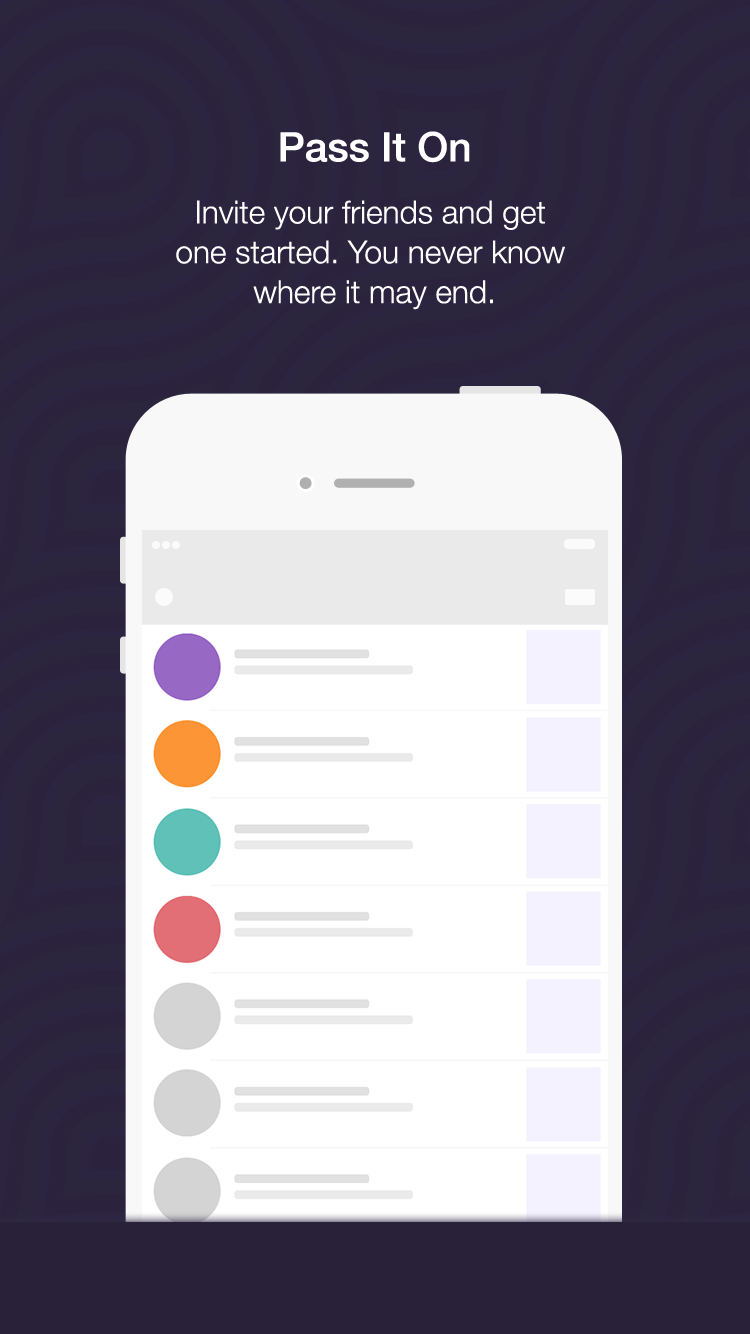 Pass It On
Invite your friends and get
one started. You never know
where it may end.